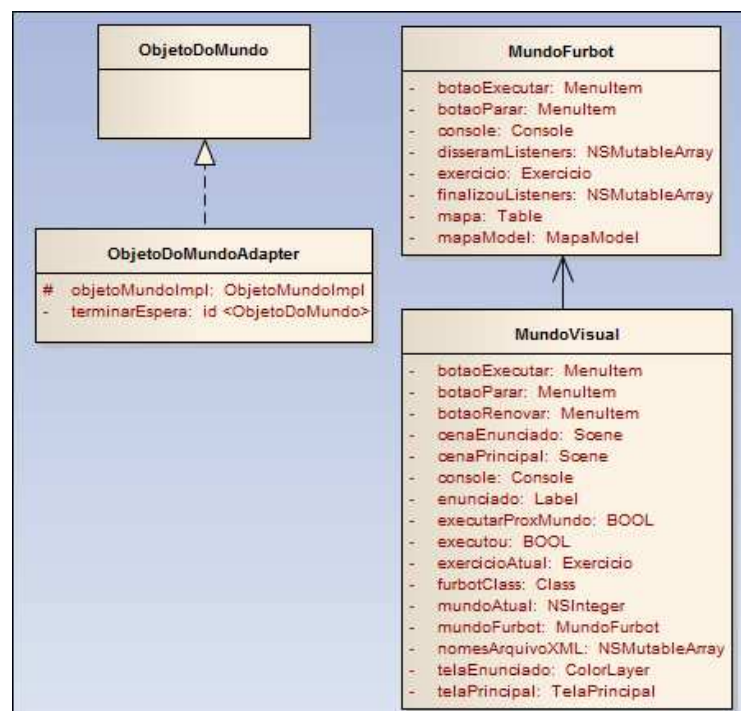 ObjetoDoMundo
ObjetoDoMundoAdapter
# objetoMundoImpl: ObjetoMundoImpl
- terminarEspera: id <ObjetoDoMundo>
MundoFurbot
- botaoExecutar: MenuItem
- botaoParar: MenuItem
- console: Console
- disseramListeners: NSMutableArray
- exercicio: Exercicio
- finalizouListeners: NSMutableArray
- mapa: Table
- mapaModel: MapaModel
MundoVisual
- botaoExecutar: MenuItem
- botaoParar: MenuItem
- botaoRenovar: MenuItem
- cenaEnunciado: Scene
- cenaPrincipal: Scene
- console: Console
- enunciado: Label
- executarProxMundo: BOOL
- executou: BOOL
- exercicioAtual: Exercicio
- furbotClass: Class
- mundoAtual: NSInteger
- mundoFurbot: MundoFurbot
- nomesArquivoXML: NSMutableArray
- telaEnunciado: ColorLayer
- telaPrincipal: TelaPrincipal